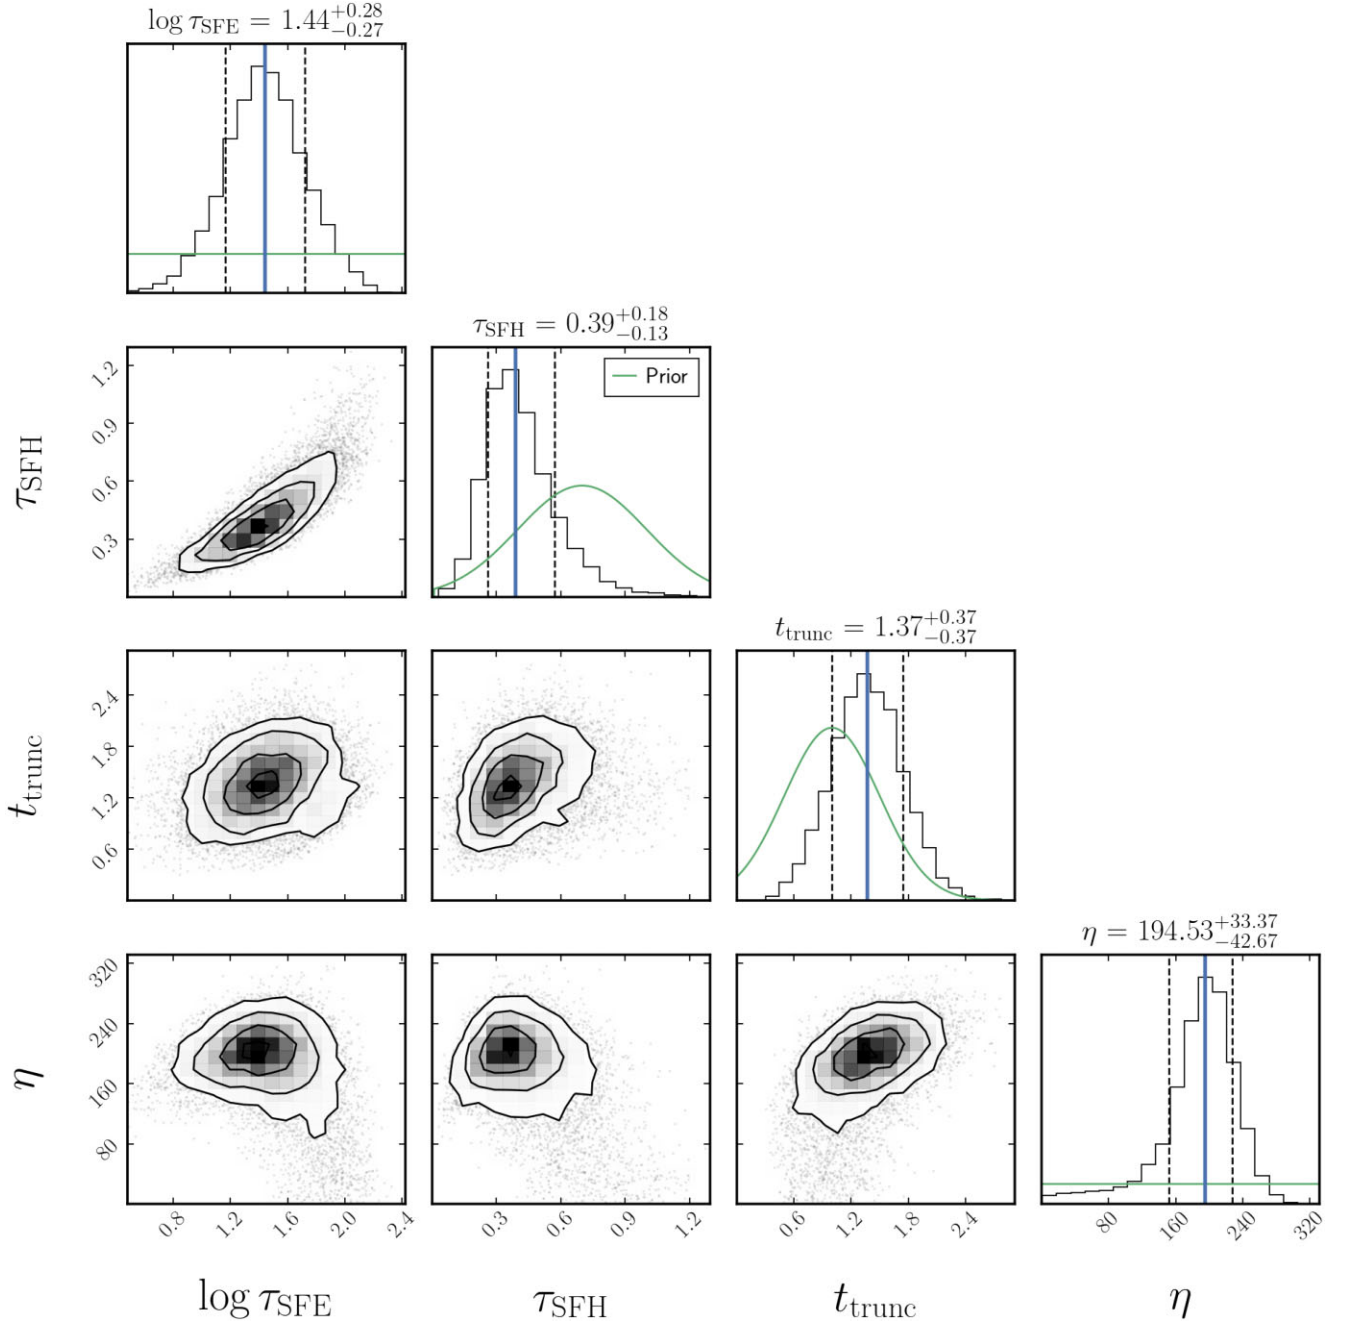 log τ_SFE = 1.44^{+0.28}_{−0.27}
τ_SFH = 0.39^{+0.18}_{−0.13}
Prior
1.2
0.9
0.6
0.3
τ_SFH
t_trunc = 1.37^{+0.37}_{−0.37}
2.4
1.8
1.2
0.6
t_trunc
η = 194.53^{+33.37}_{−42.67}
320
240
160
80
η
0.8 1.2 1.6 2.0 2.4 0.3 0.6 0.9 1.2 0.6 1.2 1.8 2.4 80 160 240 320
log τ_SFE τ_SFH t_trunc η